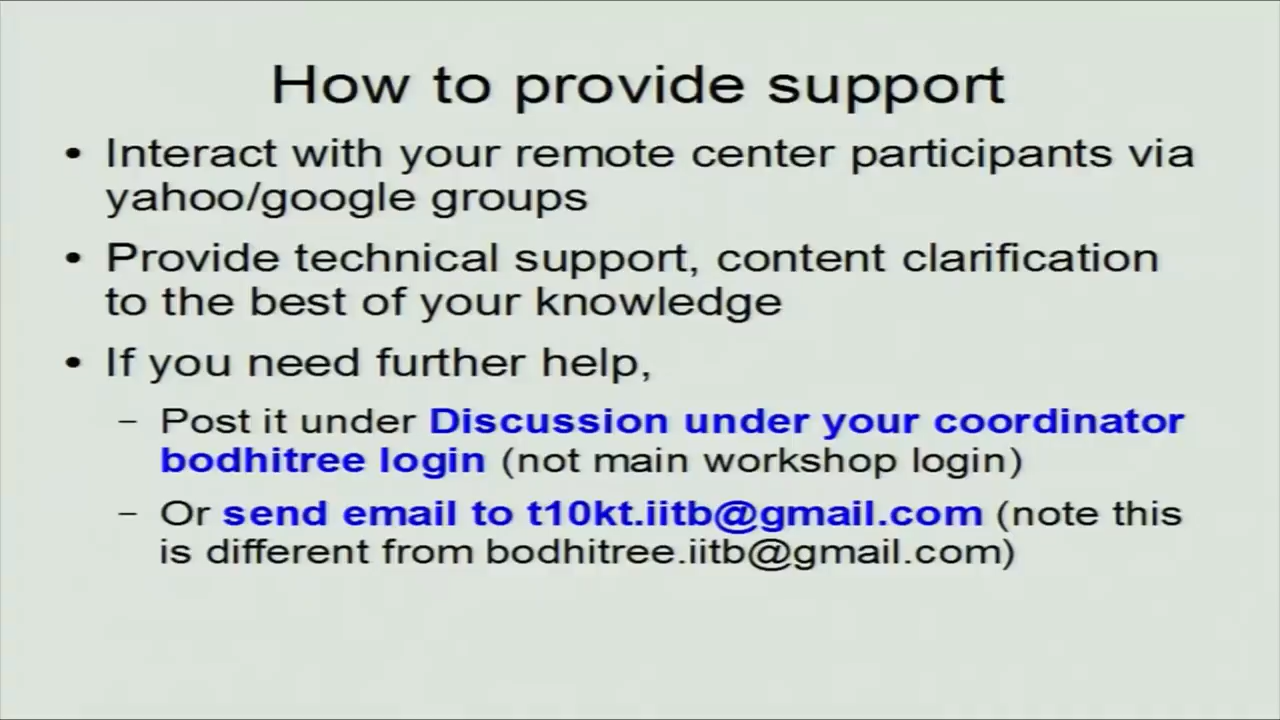 How to provide support
• Interact with your remote center participants via
yahoo/google groups
• Provide technical support, content clarification
to the best of your knowledge
• If you need further help,
– Post it under Discussion under your coordinator
bodhitree login (not main workshop login)
– Or send email to t10kt.iitb@gmail.com (note this
is different from bodhitree.iitb@gmail.com)